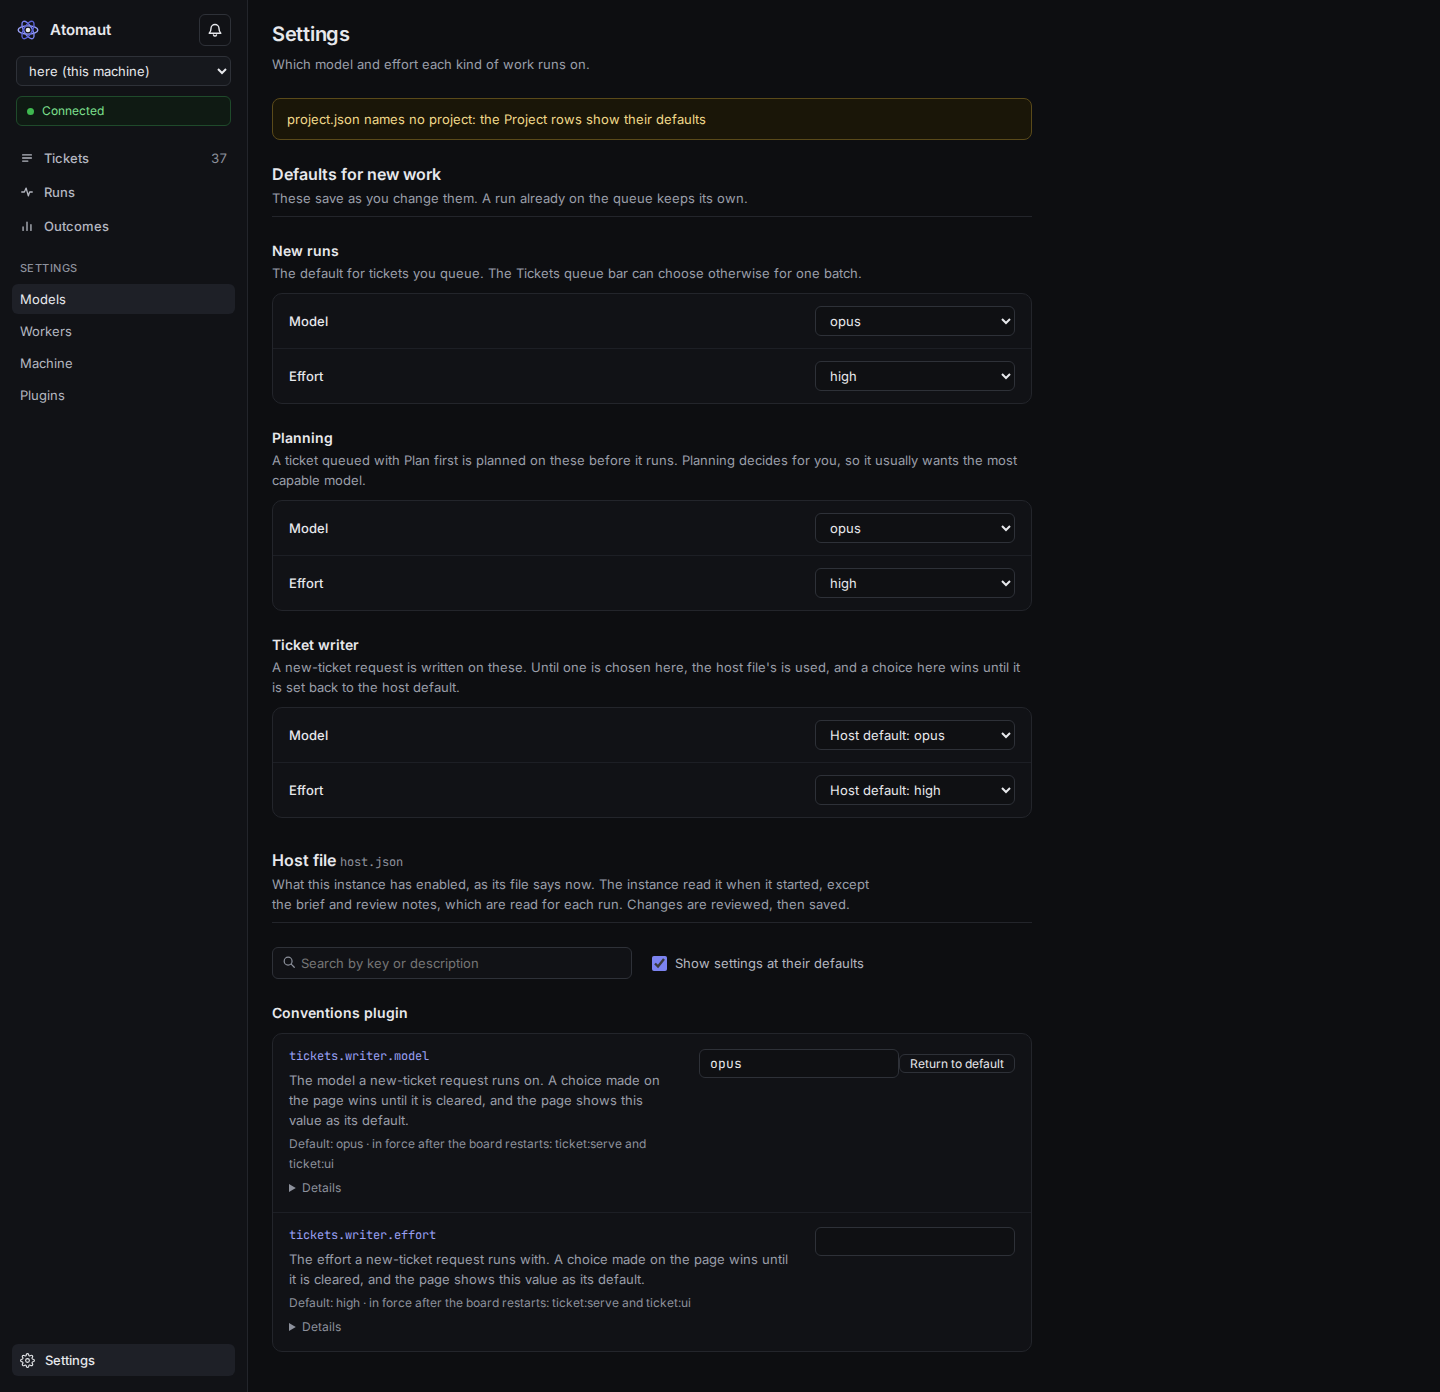 Atomaut
here (this machine)
Connected
Tickets 37
Runs
Outcomes
SETTINGS
Models
Workers
Machine
Plugins
Settings
Settings
Which model and effort each kind of work runs on.
project.json names no project: the Project rows show their defaults
Defaults for new work
These save as you change them. A run already on the queue keeps its own.
New runs
The default for tickets you queue. The Tickets queue bar can choose otherwise for one batch.
Model opus
Effort high
Planning
A ticket queued with Plan first is planned on these before it runs. Planning decides for you, so it usually wants the most
capable model.
Model opus
Effort high
Ticket writer
A new-ticket request is written on these. Until one is chosen here, the host file's is used, and a choice here wins until it
is set back to the host default.
Model Host default: opus
Effort Host default: high
Host file host.json
What this instance has enabled, as its file says now. The instance read it when it started, except
the brief and review notes, which are read for each run. Changes are reviewed, then saved.
Search by key or description Show settings at their defaults
Conventions plugin
tickets.writer.model opus Return to default
The model a new-ticket request runs on. A choice made on
the page wins until it is cleared, and the page shows this
value as its default.
Default: opus · in force after the board restarts: ticket:serve and
ticket:ui
Details
tickets.writer.effort
The effort a new-ticket request runs with. A choice made on the page wins until
it is cleared, and the page shows this value as its default.
Default: high · in force after the board restarts: ticket:serve and ticket:ui
Details